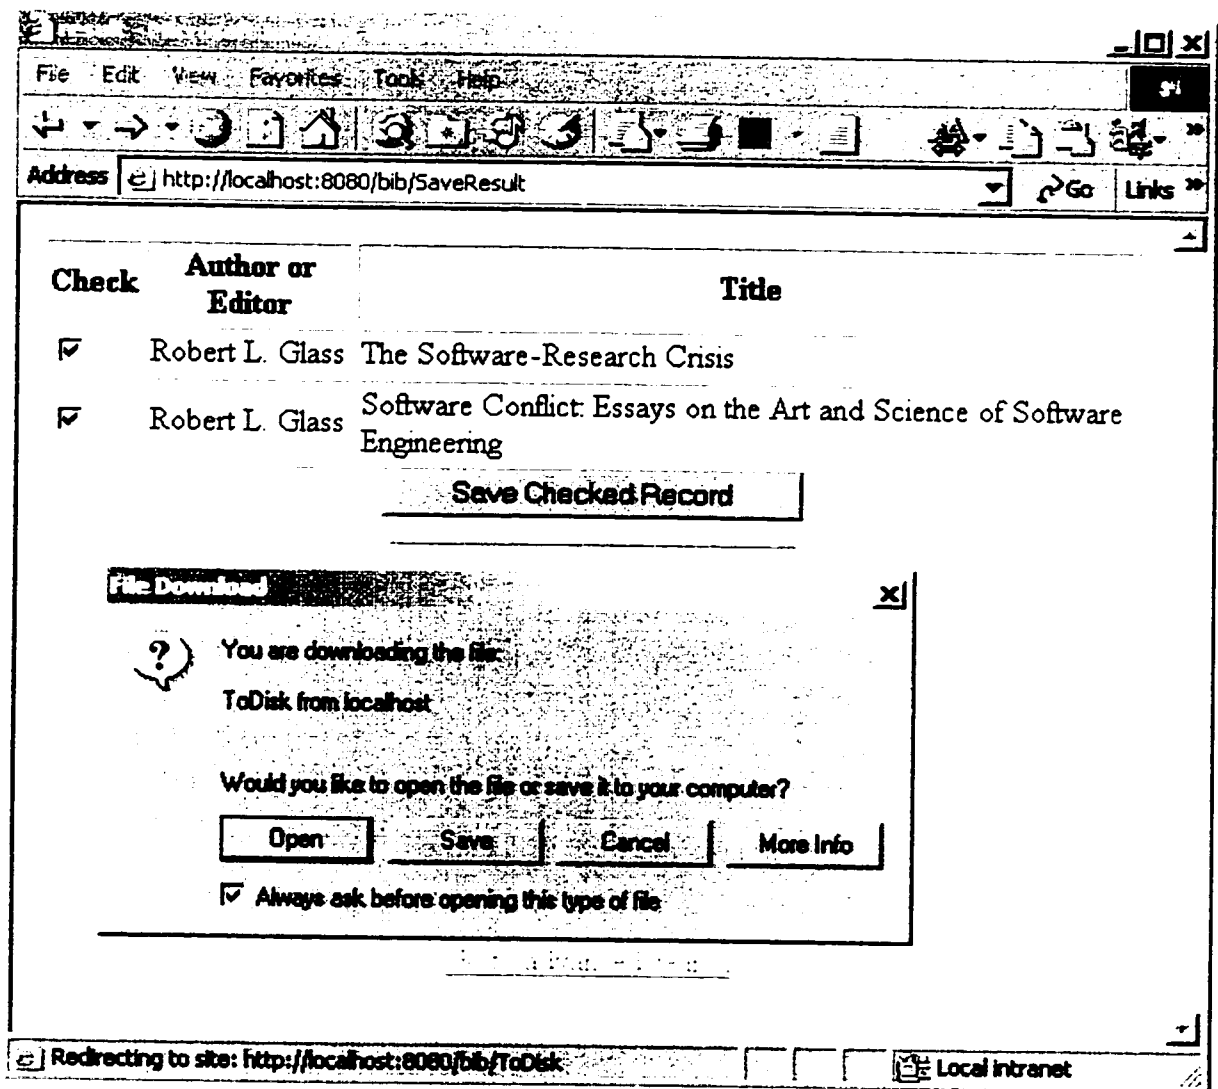 File Edit View Favorites Tools Help
Address http://localhost:8080/bib/SaveResult Go Links »
Check Author or Editor Title
Robert L. Glass The Software-Research Crisis
Robert L. Glass Software Conflict: Essays on the Art and Science of Software
Engineering
Save Checked Record
File Download
You are downloading the file:
ToDisk from localhost
Would you like to open the file or save it to your computer?
Open Save Cancel More Info
Always ask before opening this type of file
Redirecting to site: http://localhost:8080/bib/ToDisk Local intranet